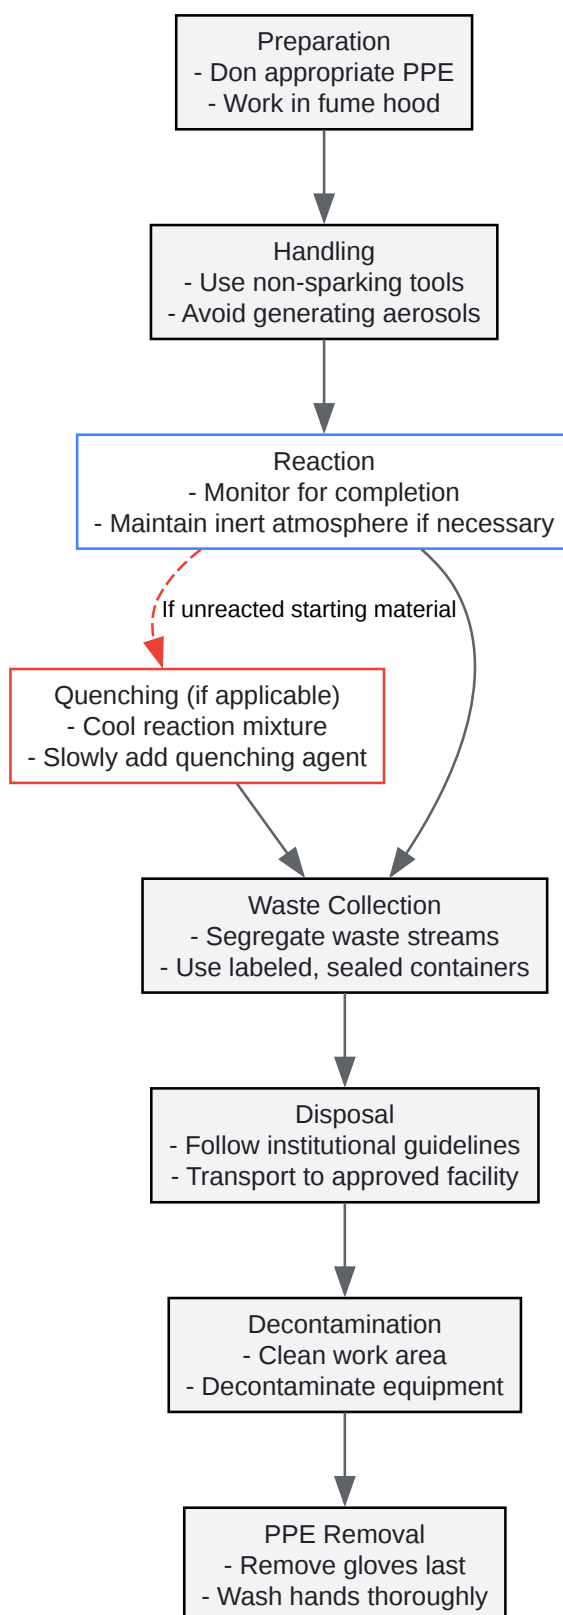 Preparation
- Don appropriate PPE
- Work in fume hood
Handling
- Use non-sparking tools
- Avoid generating aerosols
Reaction
- Monitor for completion
- Maintain inert atmosphere if necessary
If unreacted starting material
Quenching (if applicable)
- Cool reaction mixture
- Slowly add quenching agent
Waste Collection
- Segregate waste streams
- Use labeled, sealed containers
Disposal
- Follow institutional guidelines
- Transport to approved facility
Decontamination
- Clean work area
- Decontaminate equipment
PPE Removal
- Remove gloves last
- Wash hands thoroughly